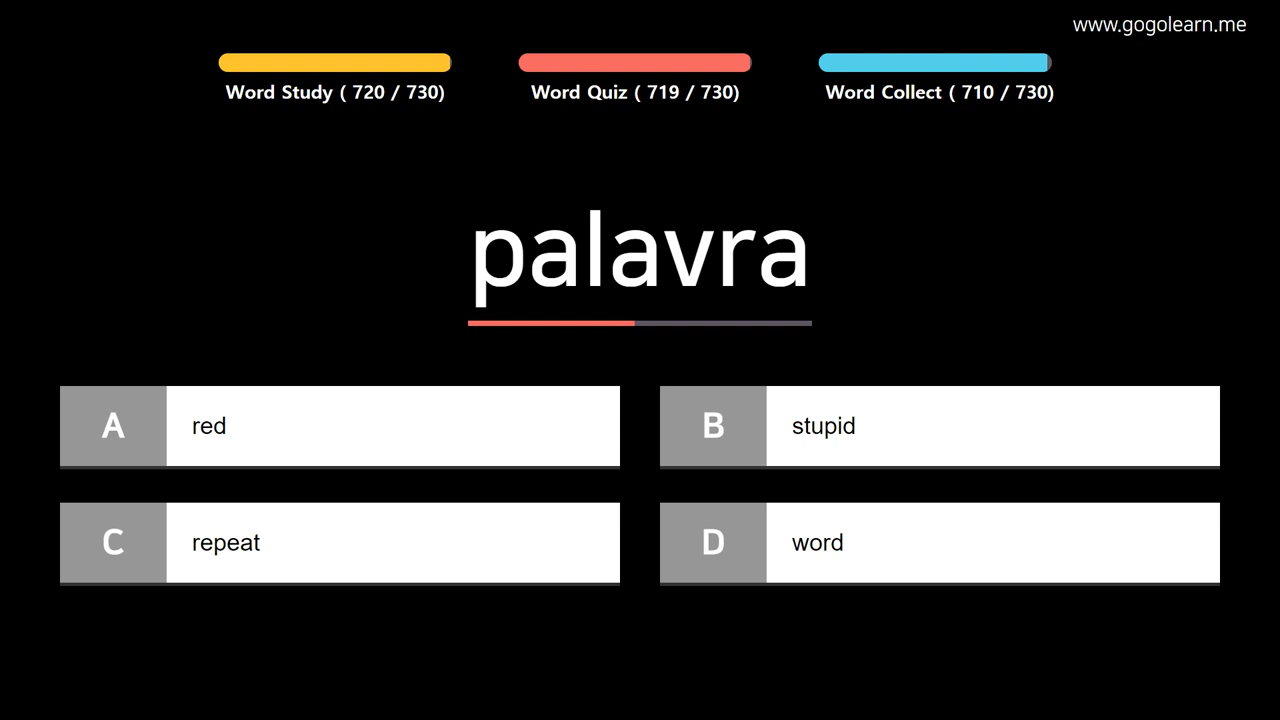 www.gogolearn.me
Word Study ( 720 / 730)
Word Quiz ( 719 / 730)
Word Collect ( 710 / 730)
palavra
A
red
B
stupid
C
repeat
D
word